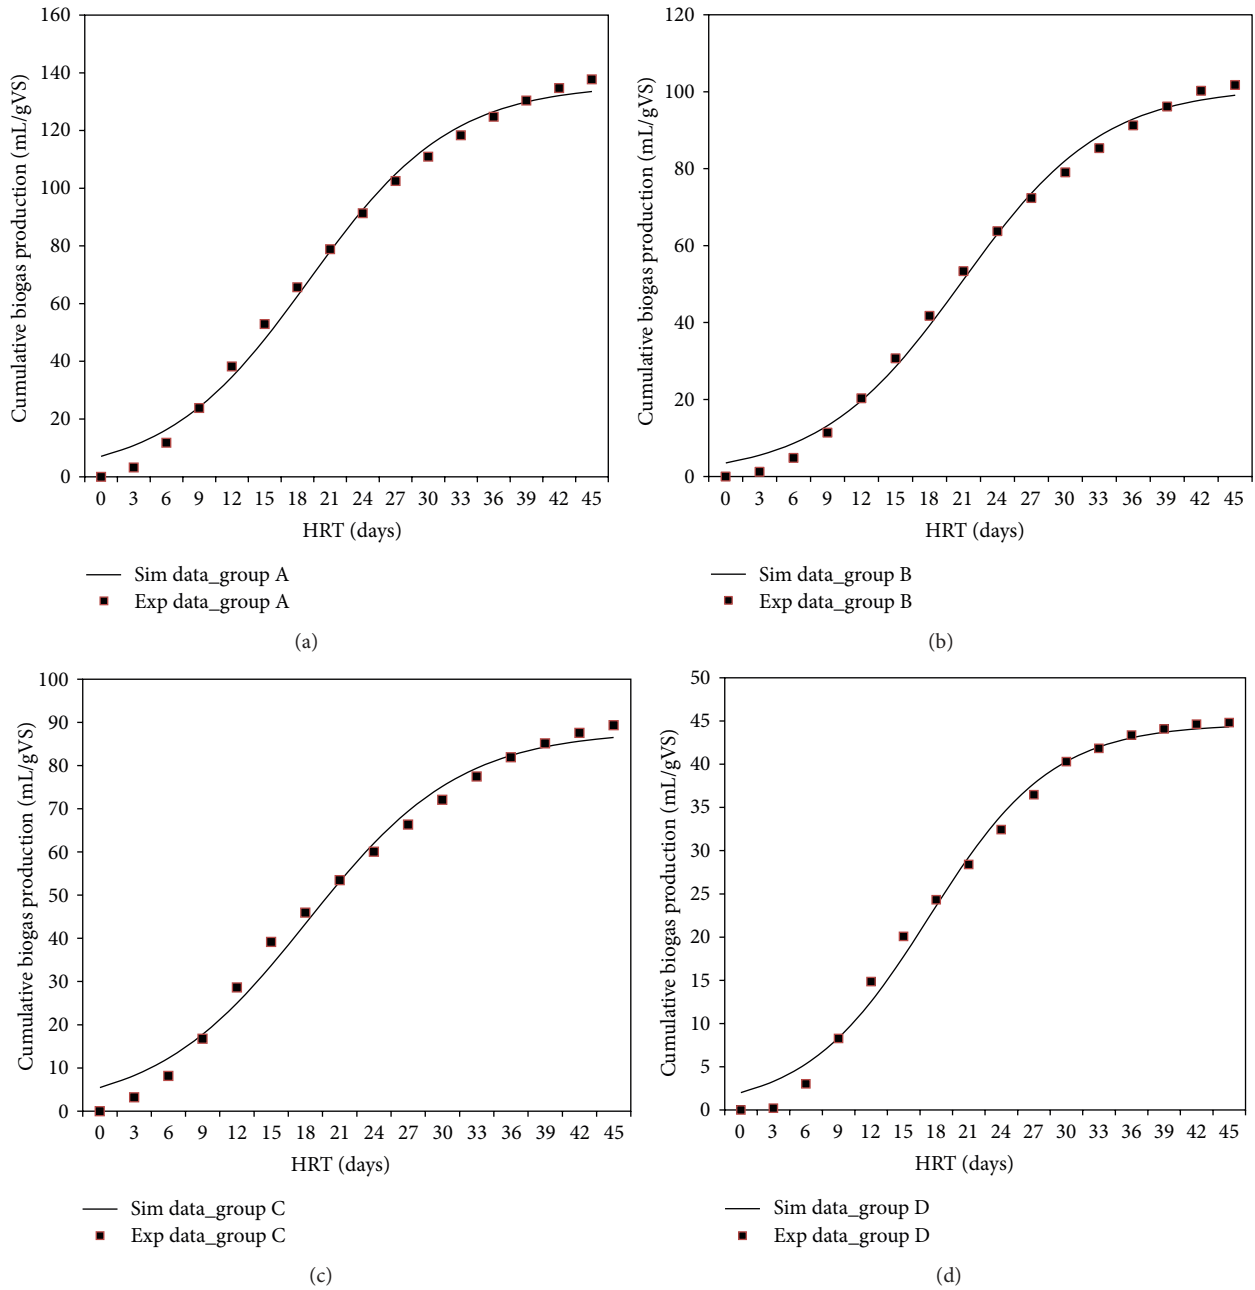 160
140
120
100
80
60
40
20
0
Cumulative biogas production (mL/gVS)
0 3 6 9 12 15 18 21 24 27 30 33 36 39 42 45
HRT (days)
Sim data_group A
Exp data_group A
(a)
120
100
80
60
40
20
0
Cumulative biogas production (mL/gVS)
0 3 6 9 12 15 18 21 24 27 30 33 36 39 42 45
HRT (days)
Sim data_group B
Exp data_group B
(b)
100
90
80
70
60
50
40
30
20
10
0
Cumulative biogas production (mL/gVS)
0 3 6 9 12 15 18 21 24 27 30 33 36 39 42 45
HRT (days)
Sim data_group C
Exp data_group C
(c)
50
45
40
35
30
25
20
15
10
5
0
Cumulative biogas production (mL/gVS)
0 3 6 9 12 15 18 21 24 27 30 33 36 39 42 45
HRT (days)
Sim data_group D
Exp data_group D
(d)